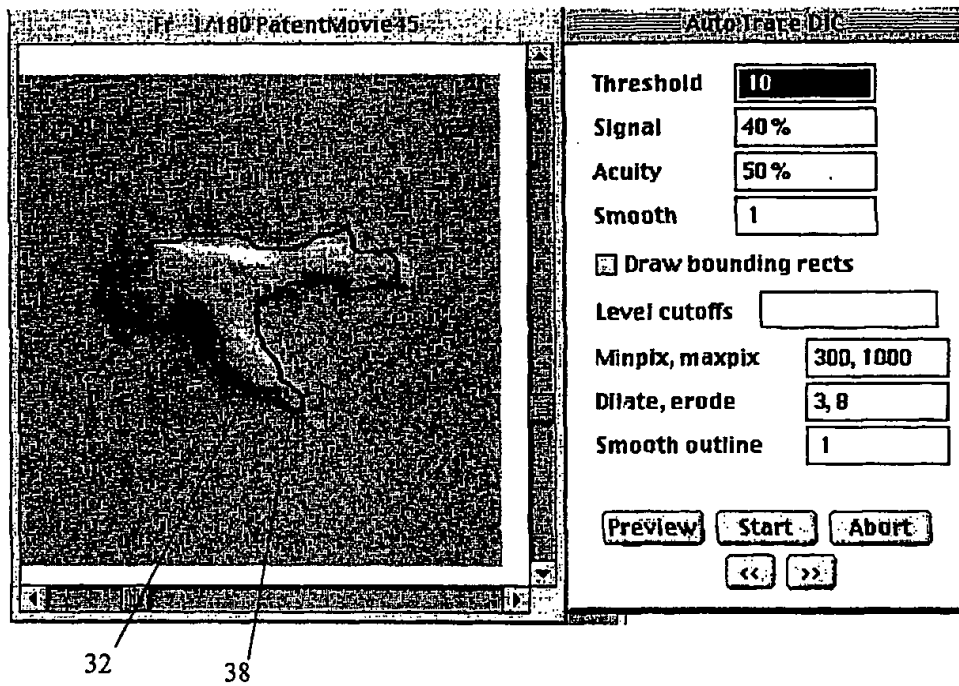 Fr 1/180 PatentMovie45
Auto Trace DIC
Threshold 10
Signal 40%
Acuity 50%
Smooth 1
Draw bounding rects
Level cutoffs
Minpix, maxpix 300, 1000
Dilate, erode 3, 8
Smooth outline 1
Preview Start Abort
<< >>
32
38